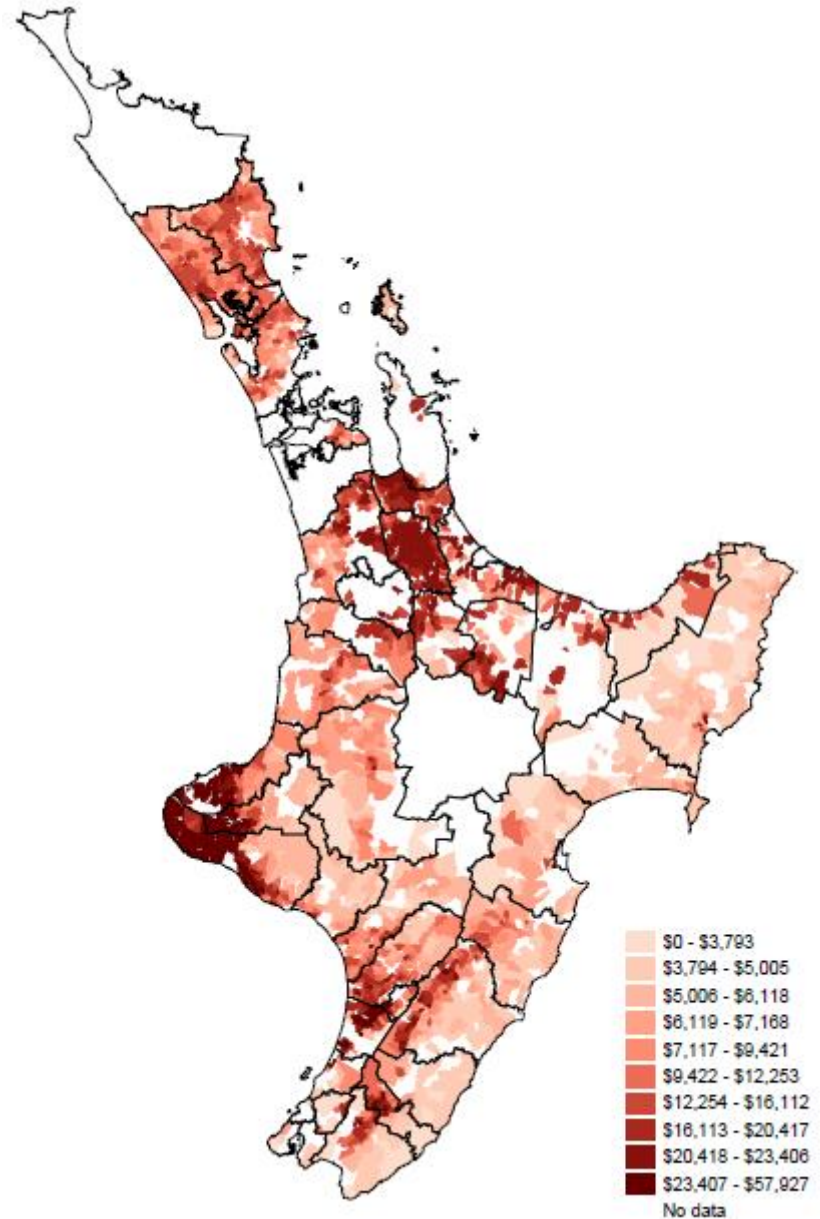 $0 - $3,793
$3,794 - $5,005
$5,006 - $6,118
$6,119 - $7,168
$7,117 - $9,421
$9,422 - $12,253
$12,254 - $16,112
$16,113 - $20,417
$20,418 - $23,406
$23,407 - $57,927
No data